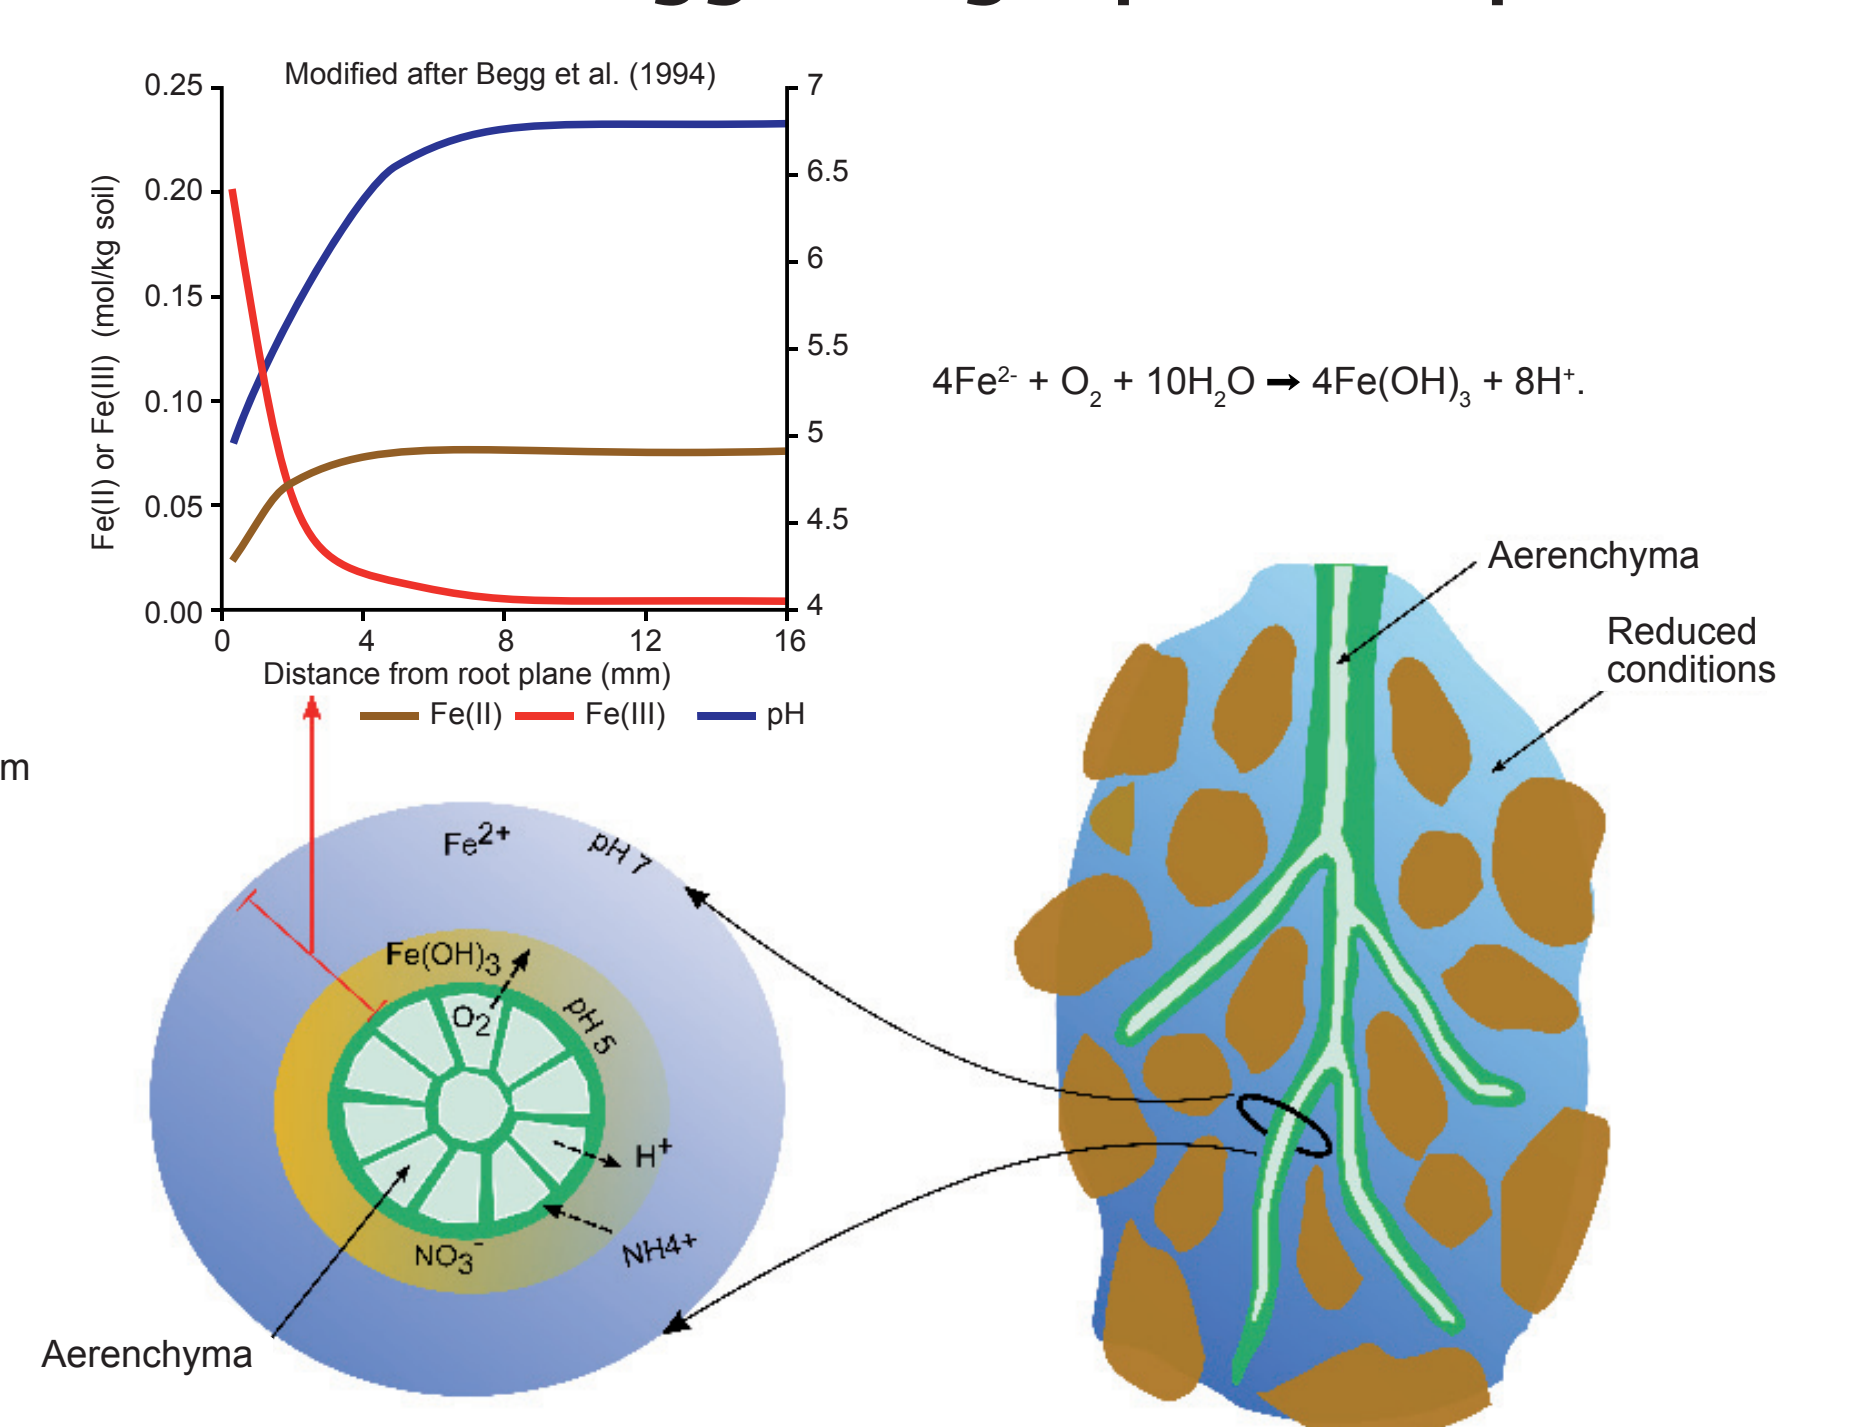 Modified after Begg et al. (1994)
0.25
0.20
0.15
0.10
0.05
0.00
Fe(II) or Fe(III) (mol/kg soil)
7
6.5
6
5.5
5
4.5
4
0 4 8 12 16
Distance from root plane (mm)
Fe(II) Fe(III) pH
4Fe²⁻ + O₂ + 10H₂O → 4Fe(OH)₃ + 8H⁺.
Aerenchyma
Reduced
conditions
m
Fe2+
pH 7
Fe(OH)3
O2
pH 5
H+
NH4+
NO3-
Aerenchyma